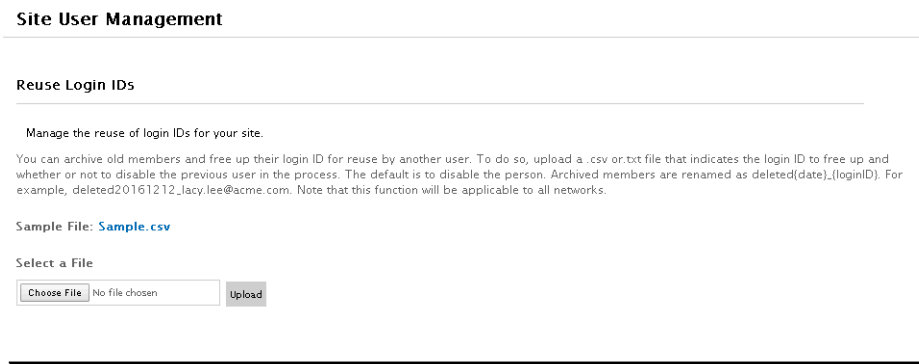 Site User Management
Reuse Login IDs
Manage the reuse of login IDs for your site.
You can archive old members and free up their login ID for reuse by another user. To do so, upload a .csv or.txt file that indicates the login ID to free up and
whether or not to disable the previous user in the process. The default is to disable the person. Archived members are renamed as deleted{date}_{loginID}. For
example, deleted20161212_lacy.lee@acme.com. Note that this function will be applicable to all networks.
Sample File: Sample.csv
Select a File
Choose File No file chosen Upload